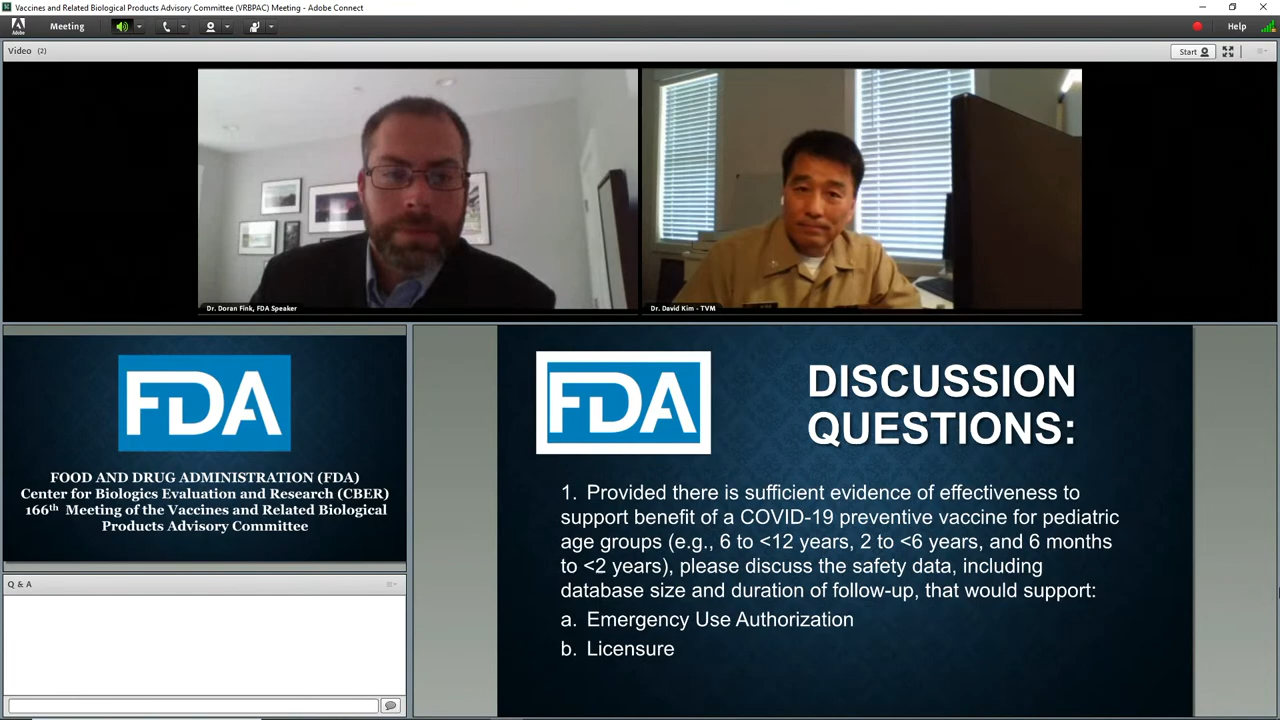 Vaccines and Related Biological Products Advisory Committee (VRBPAC) Meeting - Adobe Connect
Adobe
Meeting
Help
Video (2)
Start
Dr. Doran Fink, FDA Speaker
Dr. David Kim - TVM
FDA
FOOD AND DRUG ADMINISTRATION (FDA)
Center for Biologics Evaluation and Research (CBER)
166th Meeting of the Vaccines and Related Biological
Products Advisory Committee
Q & A
FDA
DISCUSSION
QUESTIONS:
1. Provided there is sufficient evidence of effectiveness to
support benefit of a COVID-19 preventive vaccine for pediatric
age groups (e.g., 6 to <12 years, 2 to <6 years, and 6 months
to <2 years), please discuss the safety data, including
database size and duration of follow-up, that would support:
a. Emergency Use Authorization
b. Licensure